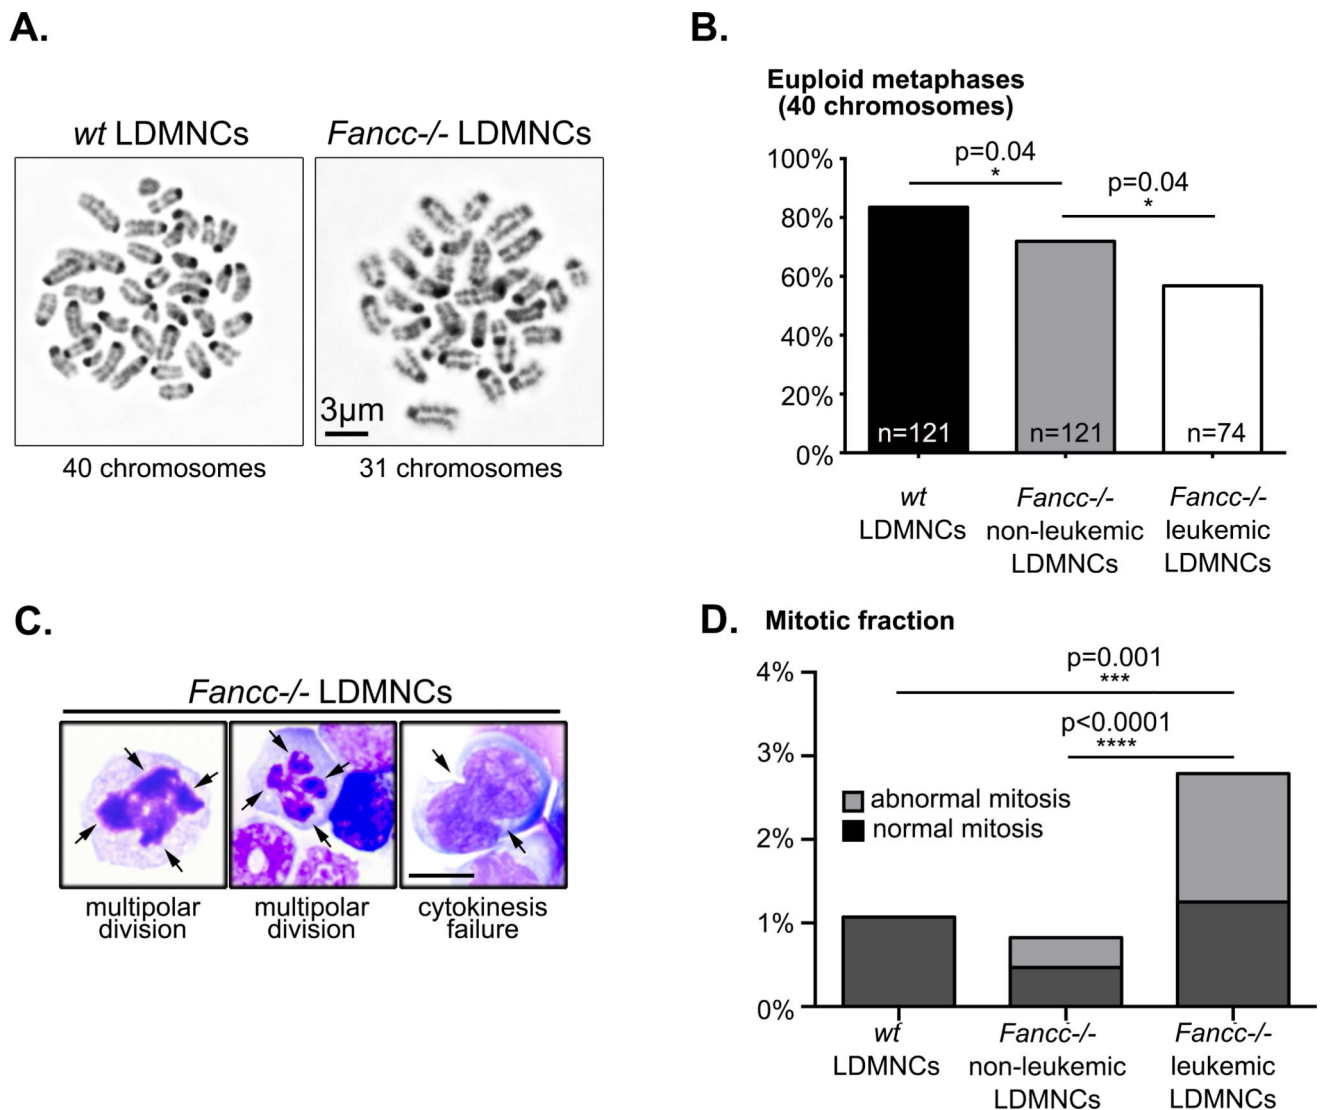 A.
wt LDMNCs
Fancc-/- LDMNCs
3µm
40 chromosomes
31 chromosomes
B.
Euploid metaphases
(40 chromosomes)
100%
80%
60%
40%
20%
0%
p=0.04
*
p=0.04
*
n=121
n=121
n=74
wt
LDMNCs
Fancc-/-
non-leukemic
LDMNCs
Fancc-/-
leukemic
LDMNCs
C.
Fancc-/- LDMNCs
multipolar
division
multipolar
division
cytokinesis
failure
D.
Mitotic fraction
4%
3%
2%
1%
0%
p=0.001
***
p<0.0001
****
abnormal mitosis
normal mitosis
wt
LDMNCs
Fancc-/-
non-leukemic
LDMNCs
Fancc-/-
leukemic
LDMNCs